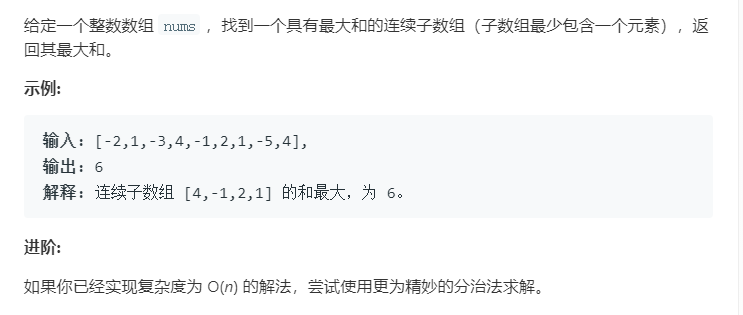 给定一个整数数组 nums ，找到一个具有最大和的连续子数组（子数组最少包含一个元素），返
回其最大和。
示例:
输入: [-2,1,-3,4,-1,2,1,-5,4],
输出: 6
解释: 连续子数组 [4,-1,2,1] 的和最大，为 6。
进阶:
如果你已经实现复杂度为 O(n) 的解法，尝试使用更为精妙的分治法求解。